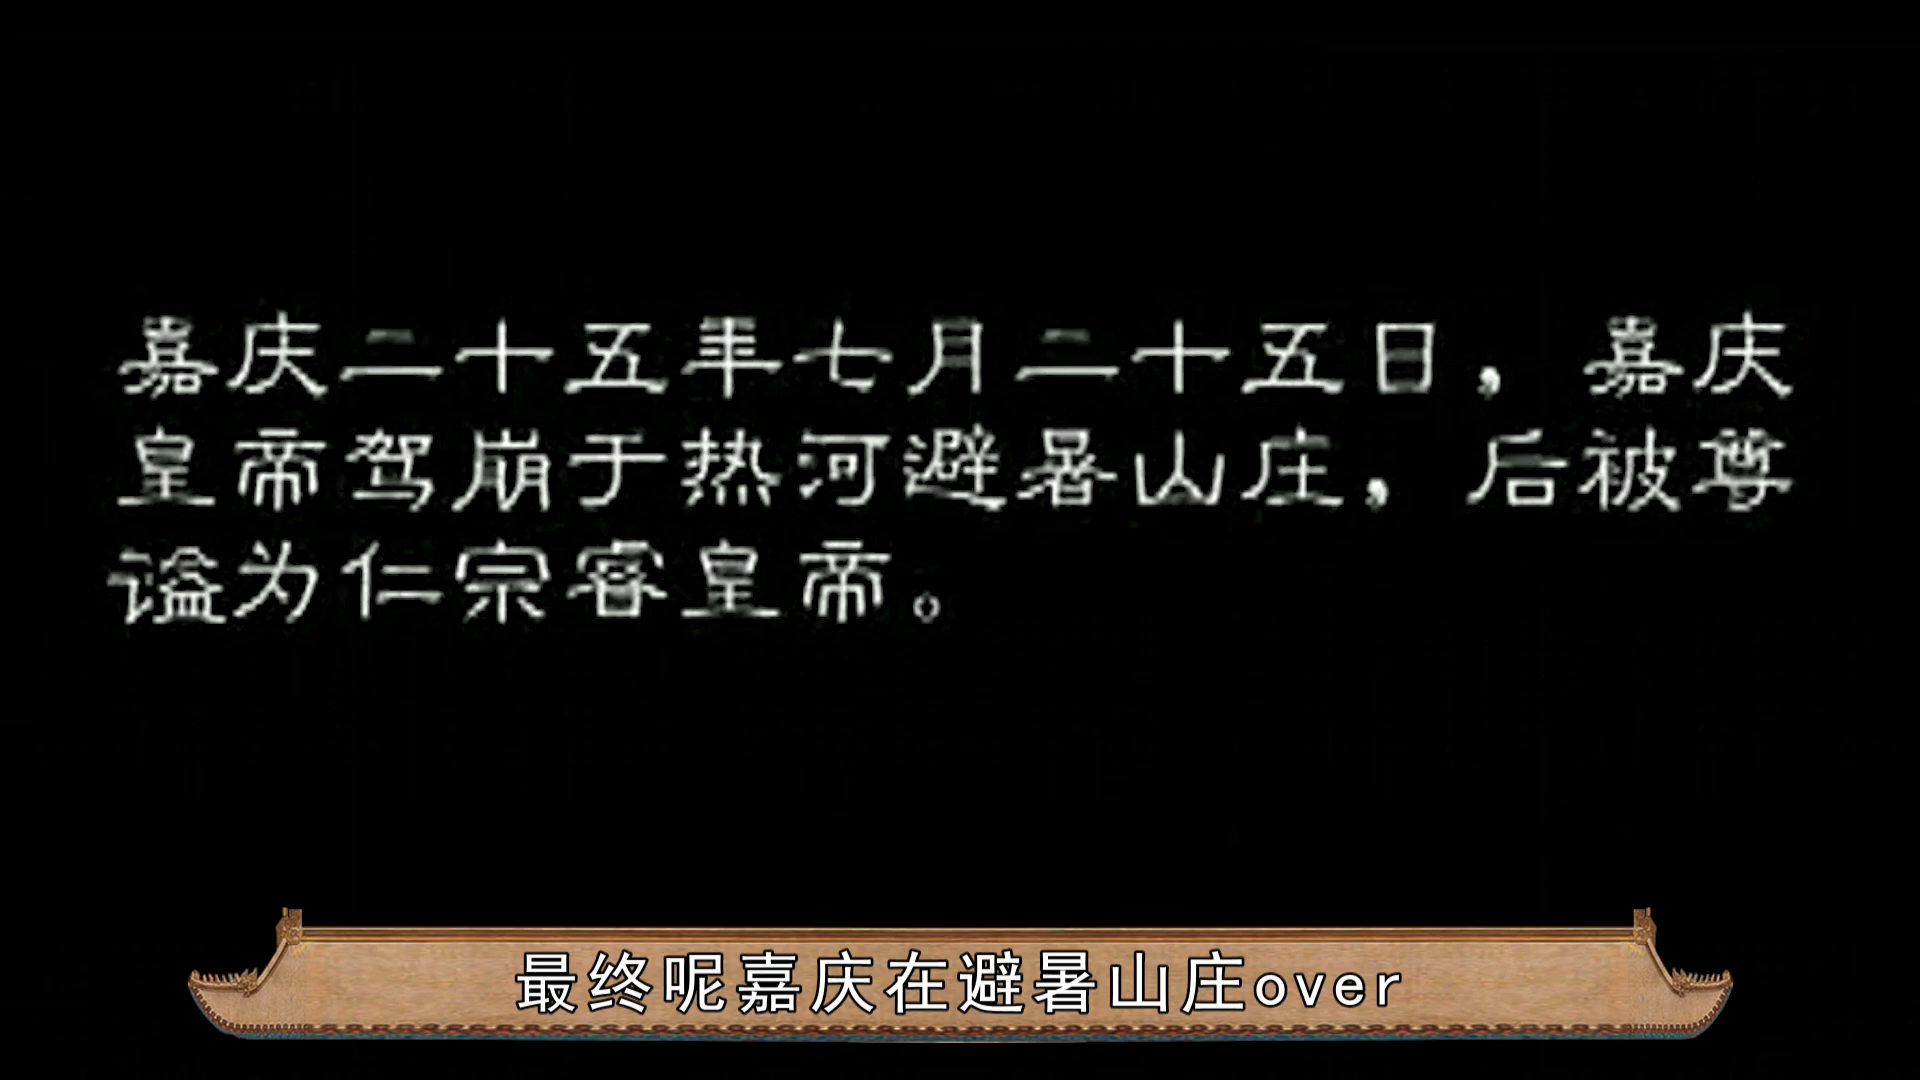 嘉庆二十五年七月二十五日，嘉庆
皇帝驾崩于热河避暑山庄，后被尊
谥为仁宗睿皇帝。
最终呢嘉庆在避暑山庄over